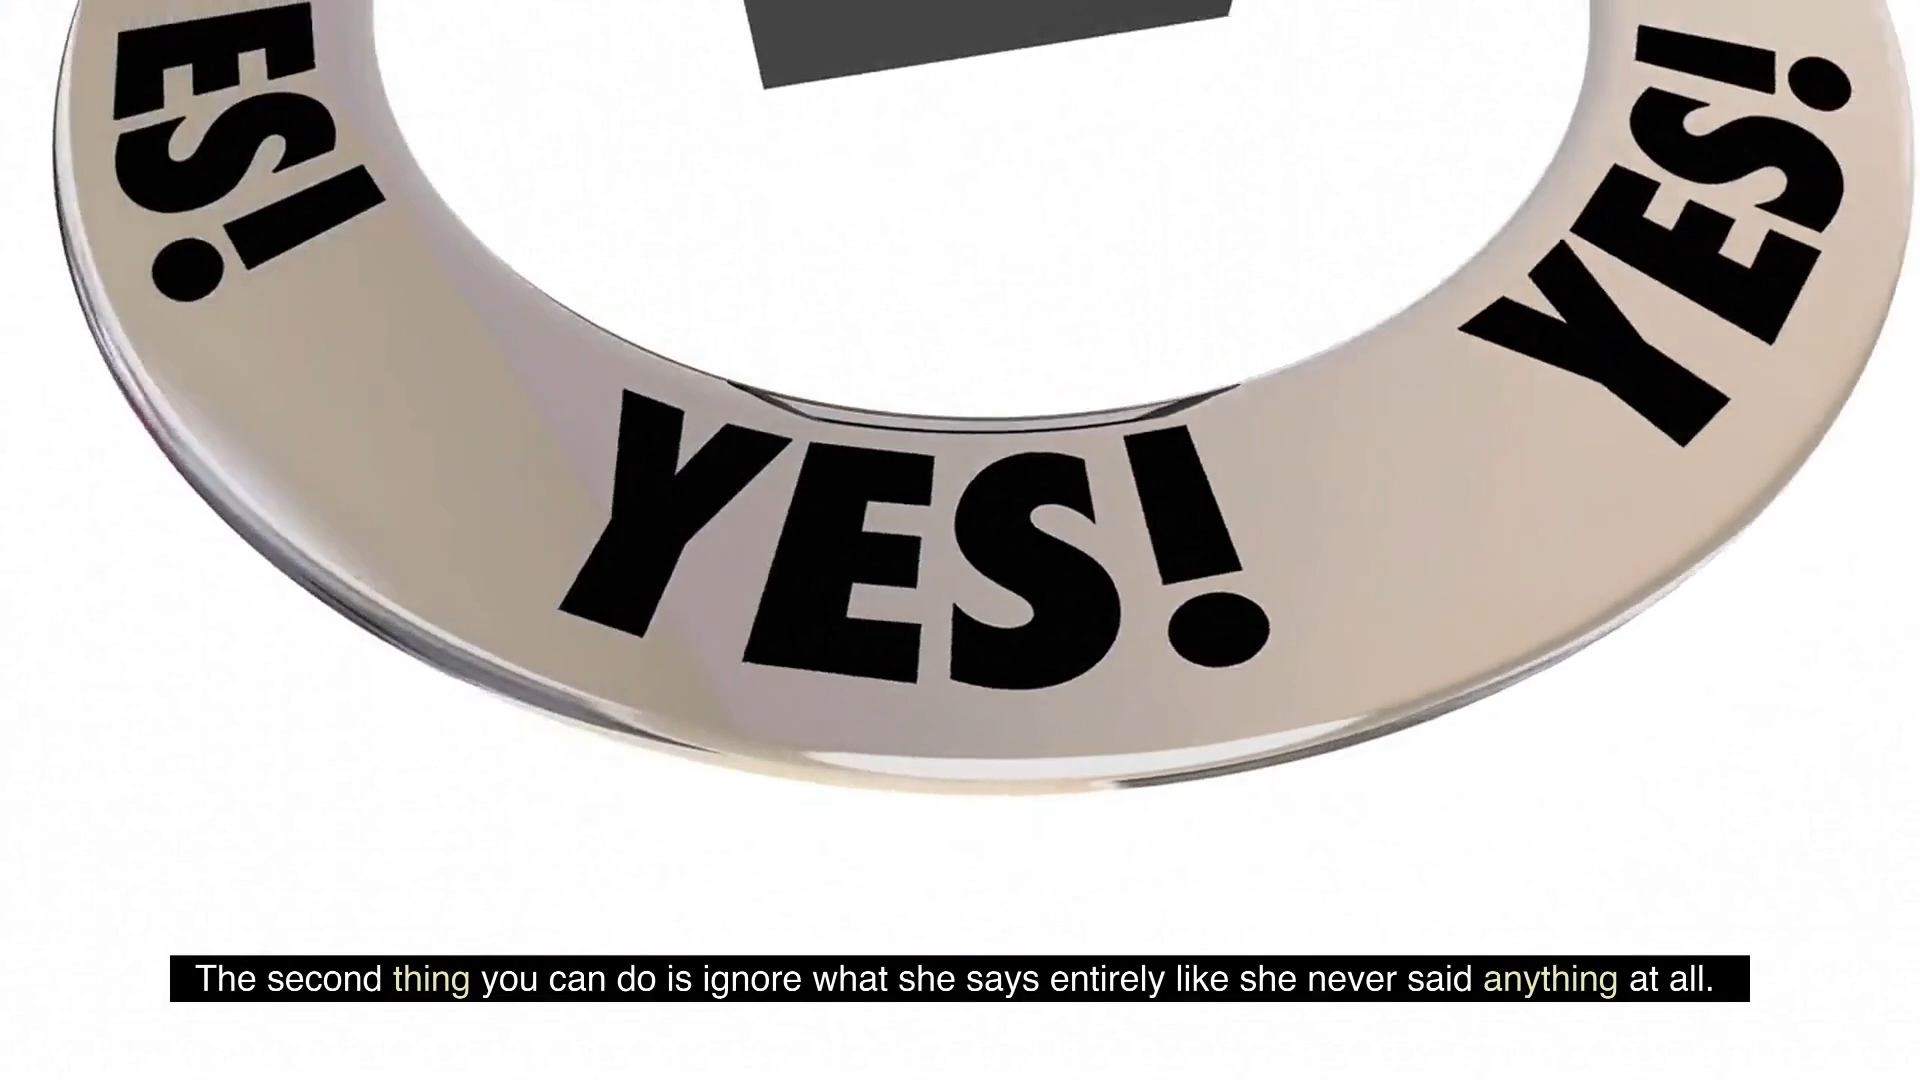 ES!
YES!
YES!
The second thing you can do is ignore what she says entirely like she never said anything at all.